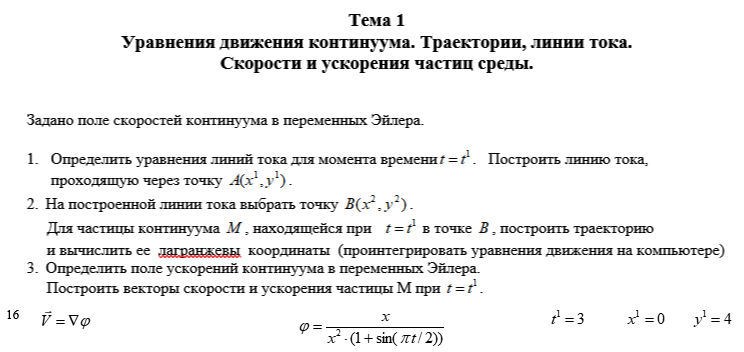 Тема 1
Уравнения движения континуума. Траектории, линии тока.
Скорости и ускорения частиц среды.
Задано поле скоростей континуума в переменных Эйлера.
1. Определить уравнения линий тока для момента времени t = t¹. Построить линию тока,
проходящую через точку A(x¹, y¹).
2. На построенной линии тока выбрать точку B(x², y²).
Для частицы континуума M, находящейся при t = t¹ в точке B, построить траекторию
и вычислить ее лагранжевы координаты (проинтегрировать уравнения движения на компьютере)
3. Определить поле ускорений континуума в переменных Эйлера.
Построить векторы скорости и ускорения частицы М при t = t¹.
16 V⃗ = ∇φ φ = x / (x² · (1 + sin(πt/2))) t¹ = 3 x¹ = 0 y¹ = 4